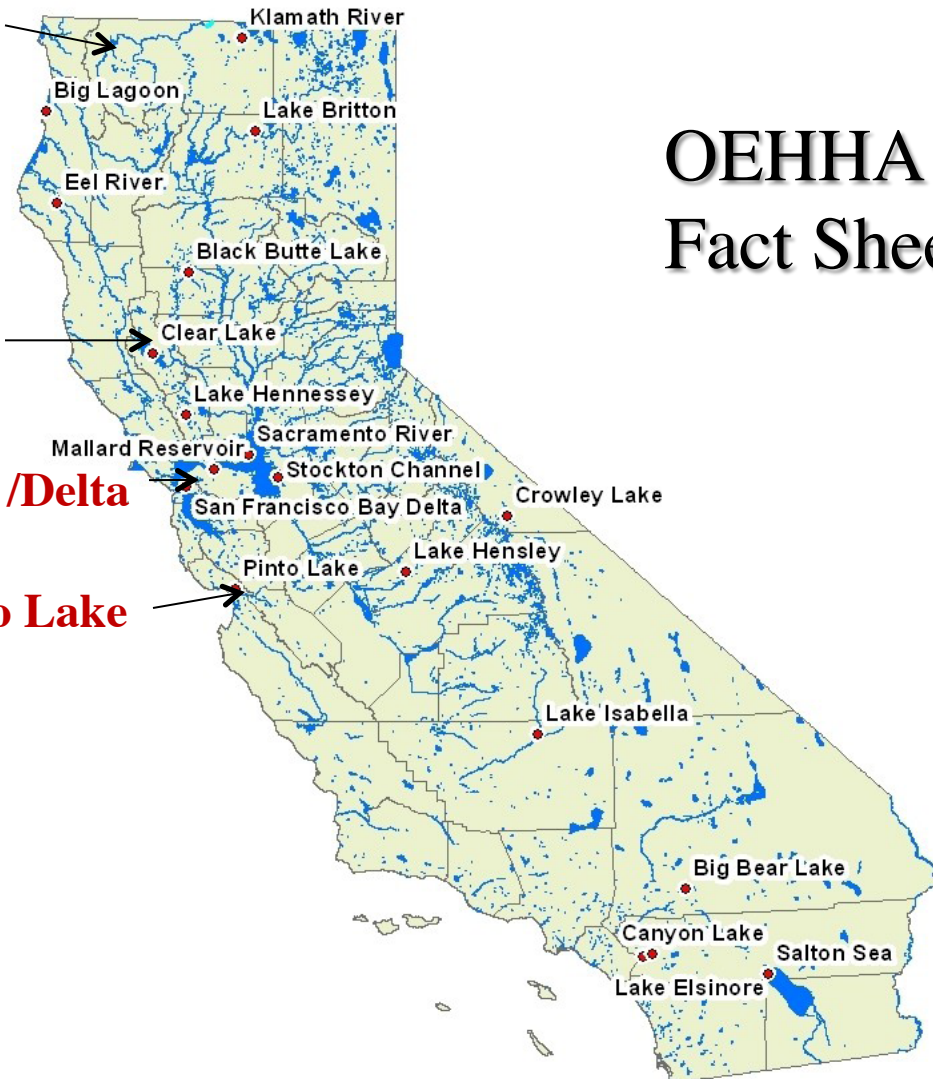 Klamath River
Big Lagoon
Lake Britton
OEHHA
Fact Shee
Eel River
Black Butte Lake
Clear Lake
Lake Hennessey
Sacramento River
Mallard Reservoir
Stockton Channel
/Delta
San Francisco Bay Delta
Crowley Lake
Lake Hensley
Pinto Lake
o Lake
Lake Isabella
Big Bear Lake
Canyon Lake
Salton Sea
Lake Elsinore